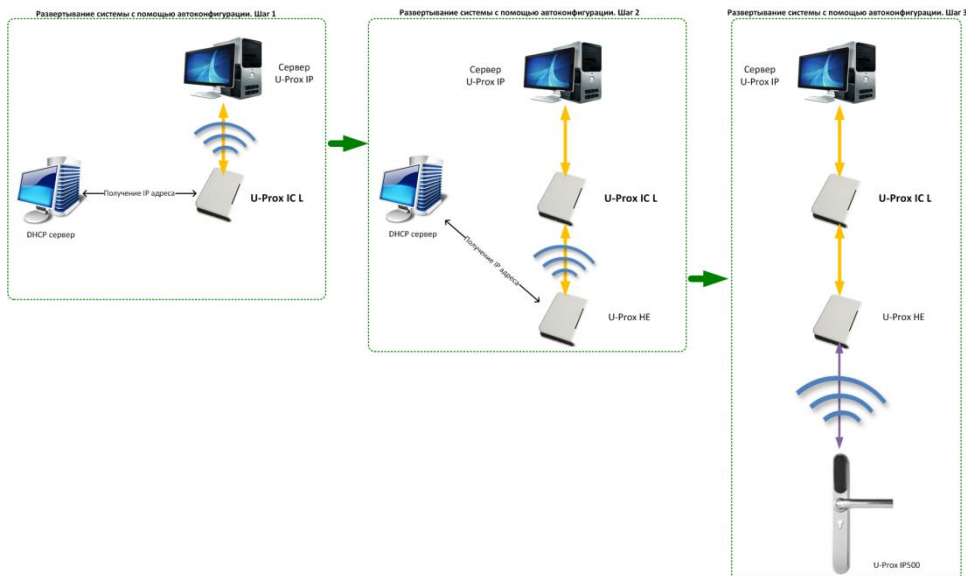 Развертывание системы с помощью автоконфигурации. Шаг 1
Сервер
U-Prox IP
Получение IP адреса
U-Prox IC L
DHCP сервер
Развертывание системы с помощью автоконфигурации. Шаг 2
Сервер
U-Prox IP
U-Prox IC L
DHCP сервер
Получение IP адреса
U-Prox HE
Развертывание системы с помощью автоконфигурации. Шаг 3
Сервер
U-Prox IP
U-Prox IC L
U-Prox HE
U-Prox IP500